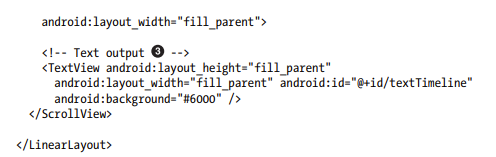 android:layout_width="fill_parent">
<!-- Text output ❸ -->
<TextView android:layout_height="fill_parent"
android:layout_width="fill_parent" android:id="@+id/textTimeline"
android:background="#6000" />
</ScrollView>
</LinearLayout>